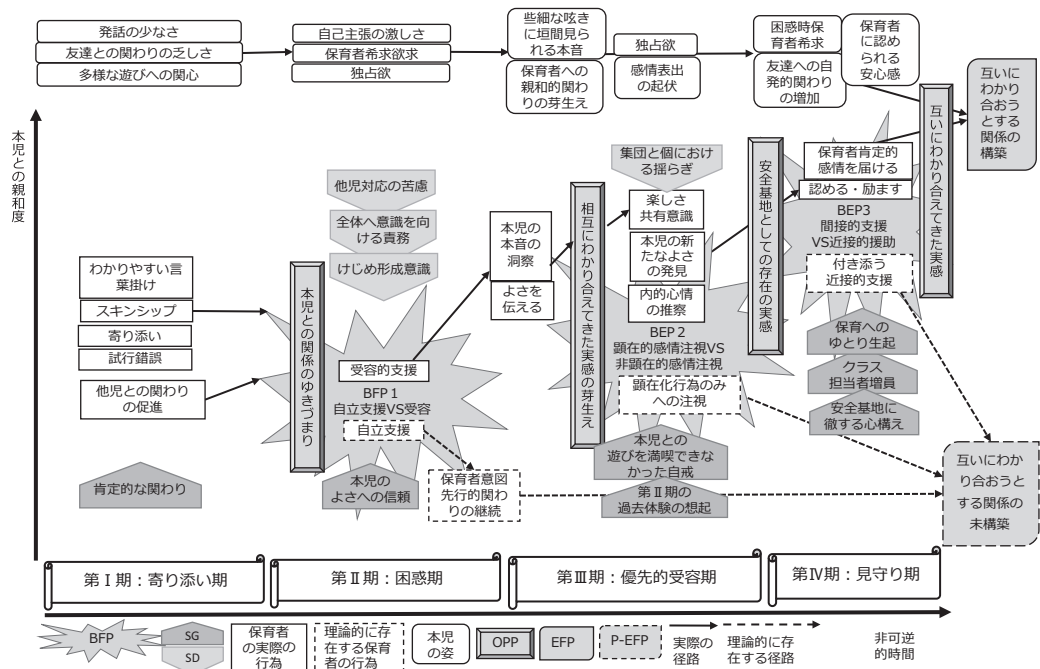 発話の少なさ
友達との関わりの乏しさ
多様な遊びへの関心
自己主張の激しさ
保育者希求欲求
独占欲
些細な呟き
に垣間見ら
れる本音
保育者への
親和的関わ
りの芽生え
独占欲
感情表出
の起伏
困惑時保
育者希求
友達への自
発的関わり
の増加
保育者
に認め
られる
安心感
互いに
わかり
合おう
とする
関係の
構築
本児との親和度
わかりやすい言
葉掛け
スキンシップ
寄り添い
試行錯誤
他児との関わり
の促進
肯定的な関わり
本児との関係のゆきづまり
他児対応の苦慮
全体へ意識を向
ける責務
けじめ形成意識
受容的支援
BFP 1
自立支援VS受容
自立支援
本児の
よさへの信頼
保育者意図
先行的関わ
りの継続
本児の
本音の
洞察
よさを
伝える
相互にわかり合えてきた実感の芽生え
集団と個におけ
る揺らぎ
楽しさ
共有意識
本児の新
たなよさ
の発見
内的心情
の推察
BEP 2
顕在的感情注視VS
非顕在的感情注視
顕在化行為のみ
への注視
本児との
遊びを満喫できな
かった自戒
第Ⅱ期の
過去体験の想起
安全基地としての存在の実感
保育者肯定的
感情を届ける
認める・励ます
BEP3
間接的支援
VS近接的援助
付き添う
近接的支援
保育への
ゆとり生起
クラス
担当者増員
安全基地に
徹する心構え
互いにわかり合えてきた実感
互いにわか
り合おうと
する関係の
未構築
第Ⅰ期：寄り添い期
第Ⅱ期：困惑期
第Ⅲ期：優先的受容期
第Ⅳ期：見守り期
BFP
SG
SD
保育者
の実際の
行為
理論的に存
在する保育
者の行為
本児
の姿
OPP
EFP
P-EFP
実際の
径路
理論的に存
在する径路
非可逆
的時間